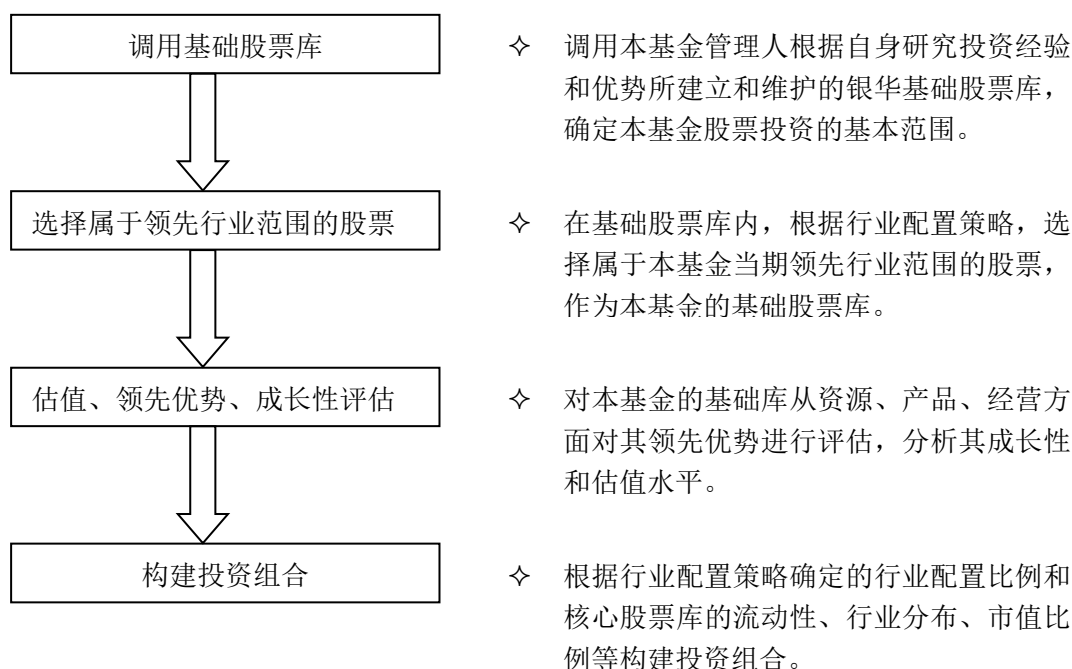 调用基础股票库
✧ 调用本基金管理人根据自身研究投资经验
和优势所建立和维护的银华基础股票库，
确定本基金股票投资的基本范围。
选择属于领先行业范围的股票
✧ 在基础股票库内，根据行业配置策略，选
择属于本基金当期领先行业范围的股票，
作为本基金的基础股票库。
估值、领先优势、成长性评估
✧ 对本基金的基础库从资源、产品、经营方
面对其领先优势进行评估，分析其成长性
和估值水平。
构建投资组合
✧ 根据行业配置策略确定的行业配置比例和
核心股票库的流动性、行业分布、市值比
例等构建投资组合。